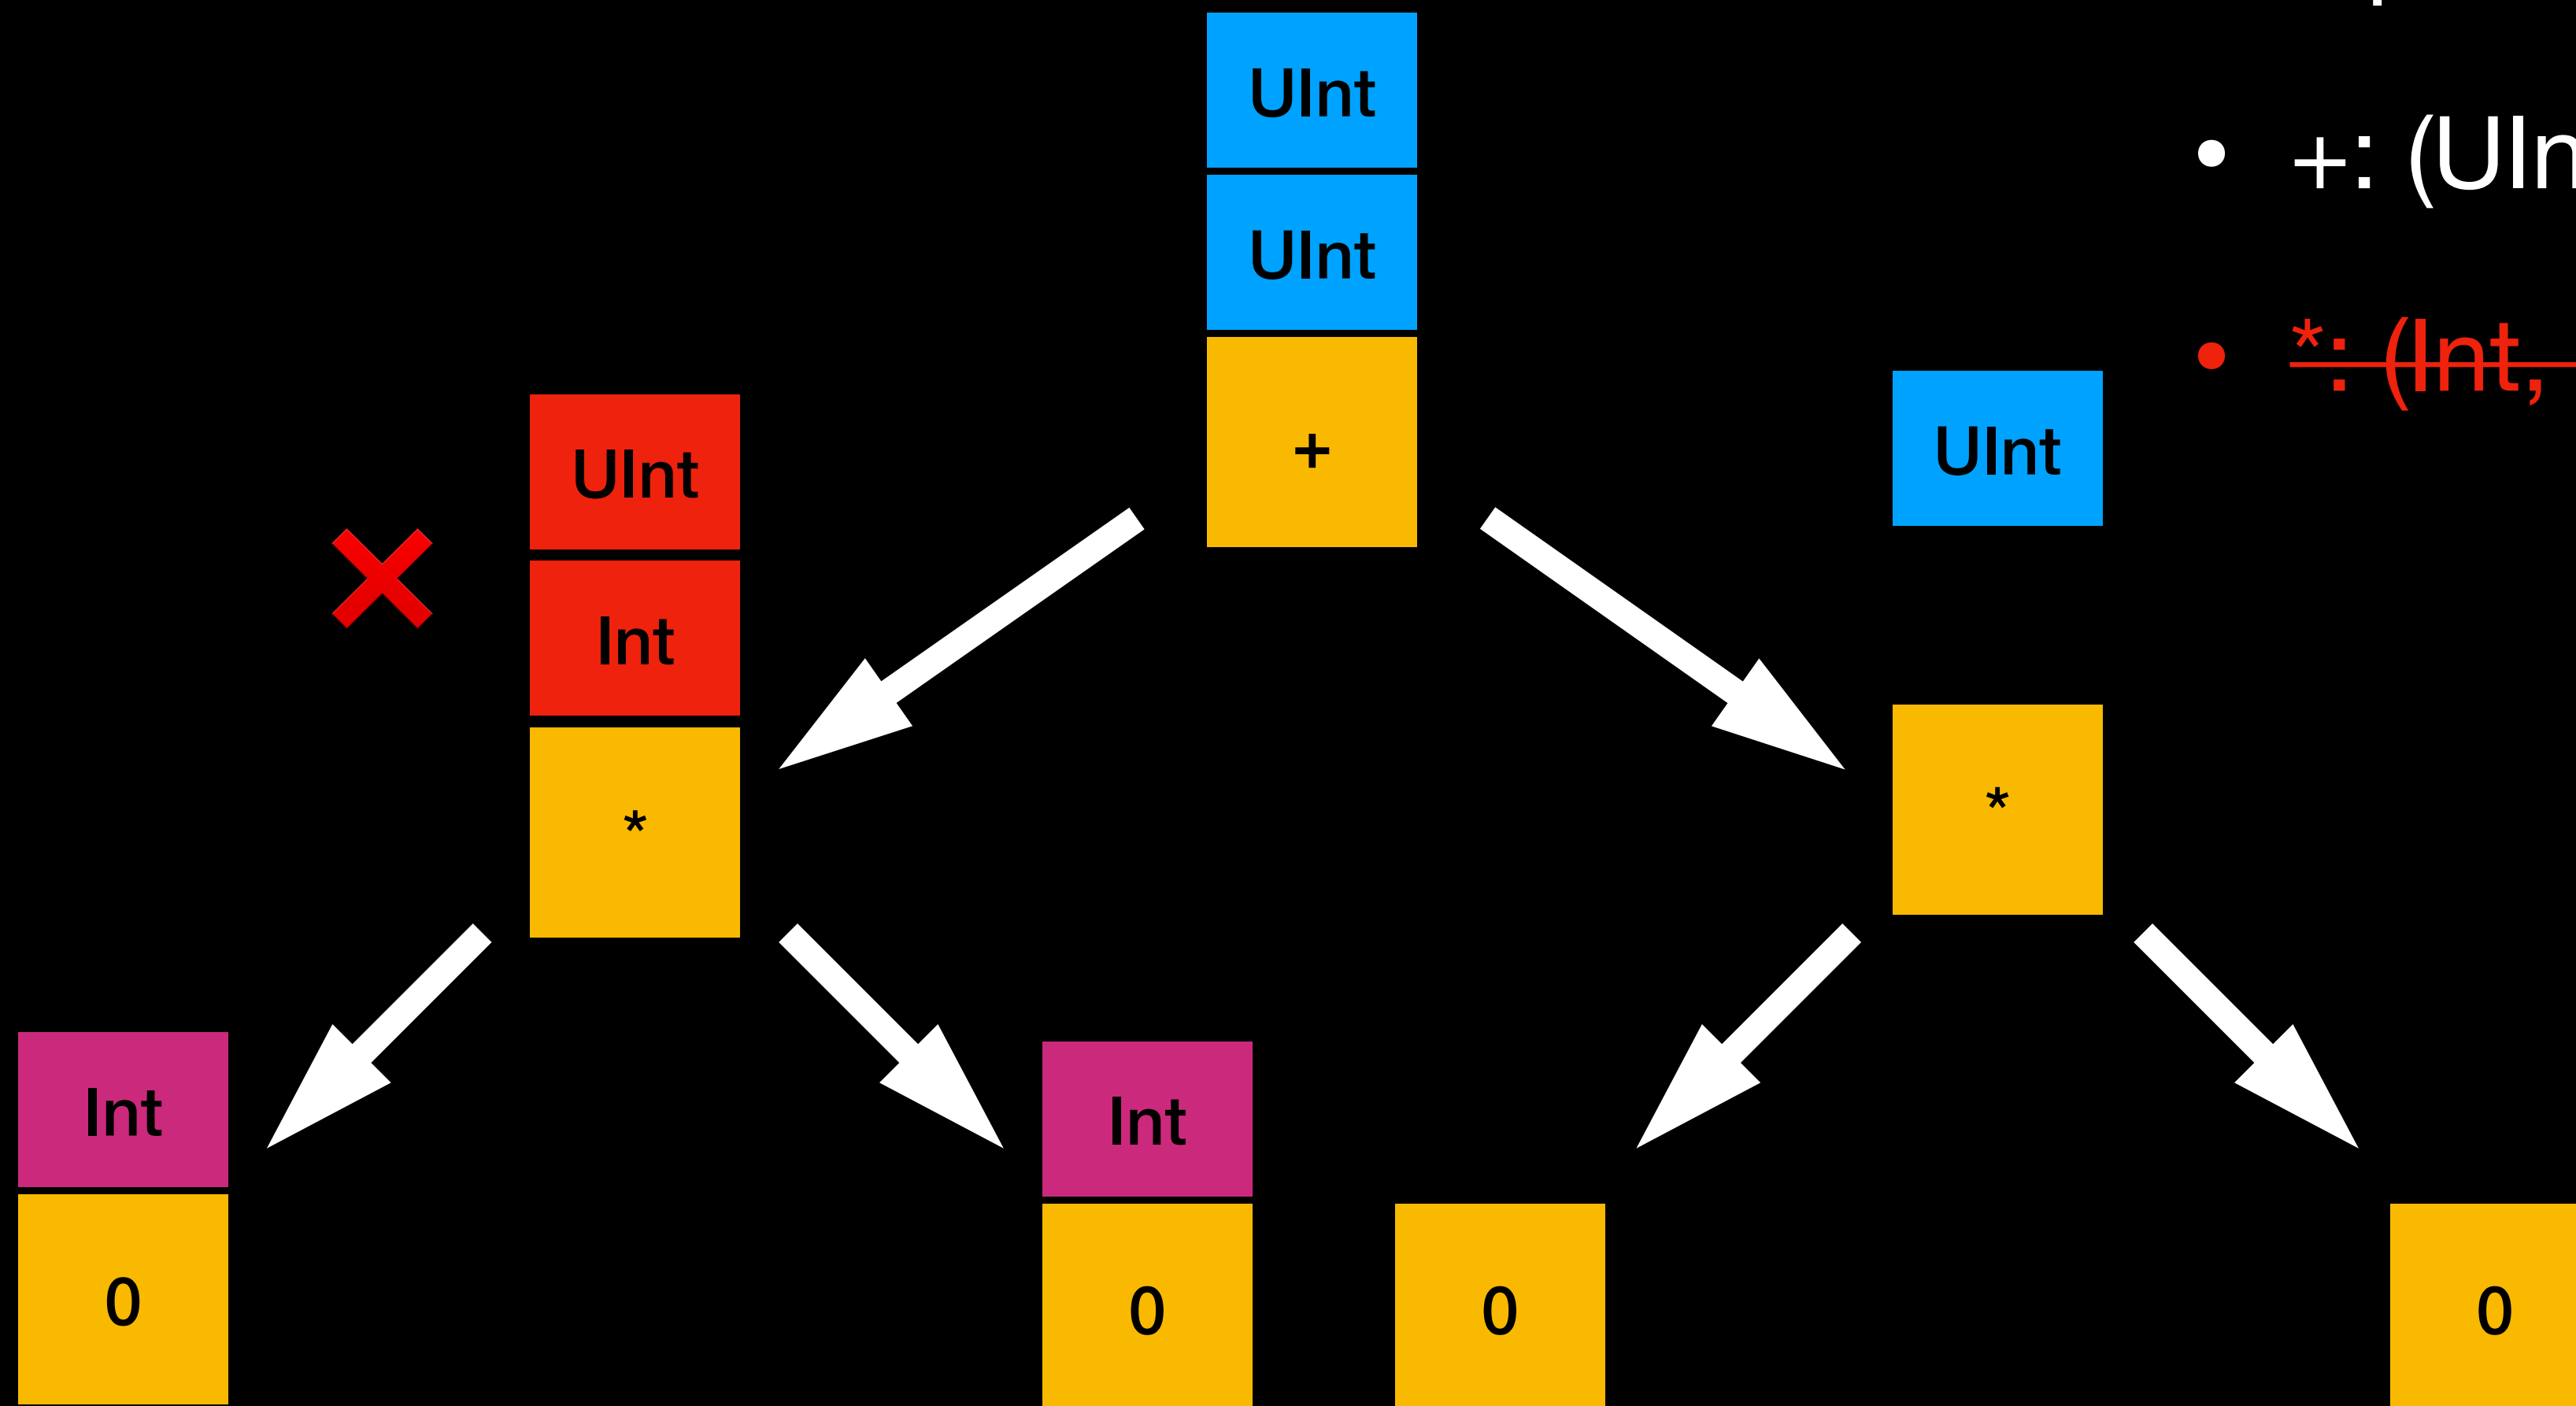 UInt
UInt
+
UInt
Int
*
UInt
*
Int
0
Int
0
0
0
• +: (UIn
• *: (Int,